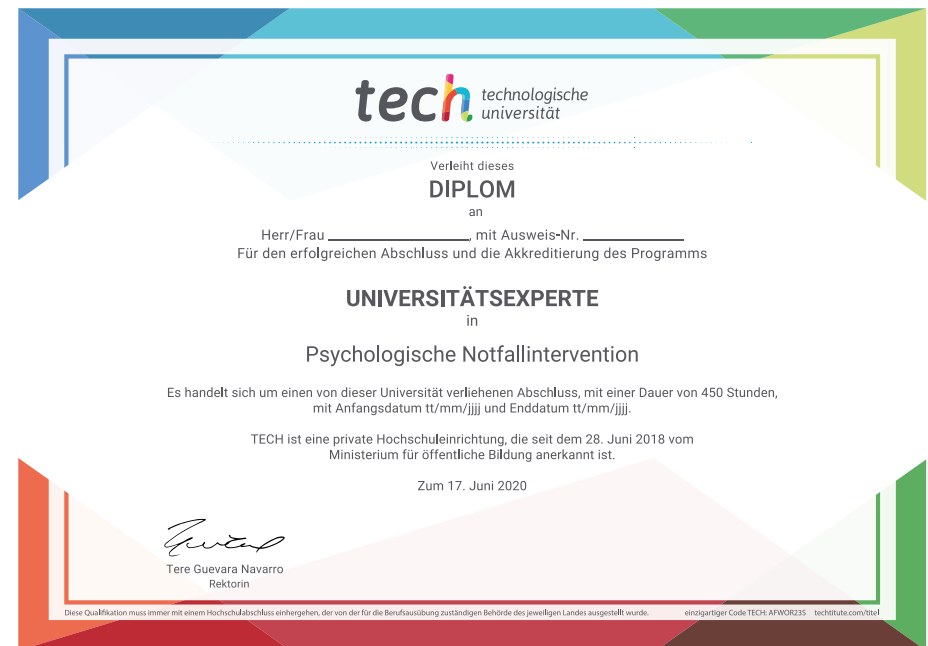 tech technologische
universität
Verleiht dieses
DIPLOM
an
Herr/Frau ____________________, mit Ausweis-Nr. ______________
Für den erfolgreichen Abschluss und die Akkreditierung des Programms
UNIVERSITÄTSEXPERTE
in
Psychologische Notfallintervention
Es handelt sich um einen von dieser Universität verliehenen Abschluss, mit einer Dauer von 450 Stunden,
mit Anfangsdatum tt/mm/jjjj und Enddatum tt/mm/jjjj.
TECH ist eine private Hochschuleinrichtung, die seit dem 28. Juni 2018 vom
Ministerium für öffentliche Bildung anerkannt ist.
Zum 17. Juni 2020
Tere Guevara Navarro
Rektorin
Diese Qualifikation muss immer mit einem Hochschulabschluss einhergehen, der von der für die Berufsausübung zuständigen Behörde des jeweiligen Landes ausgestellt wurde. einzigartiger Code TECH: AFWOR23S techtitute.com/titel